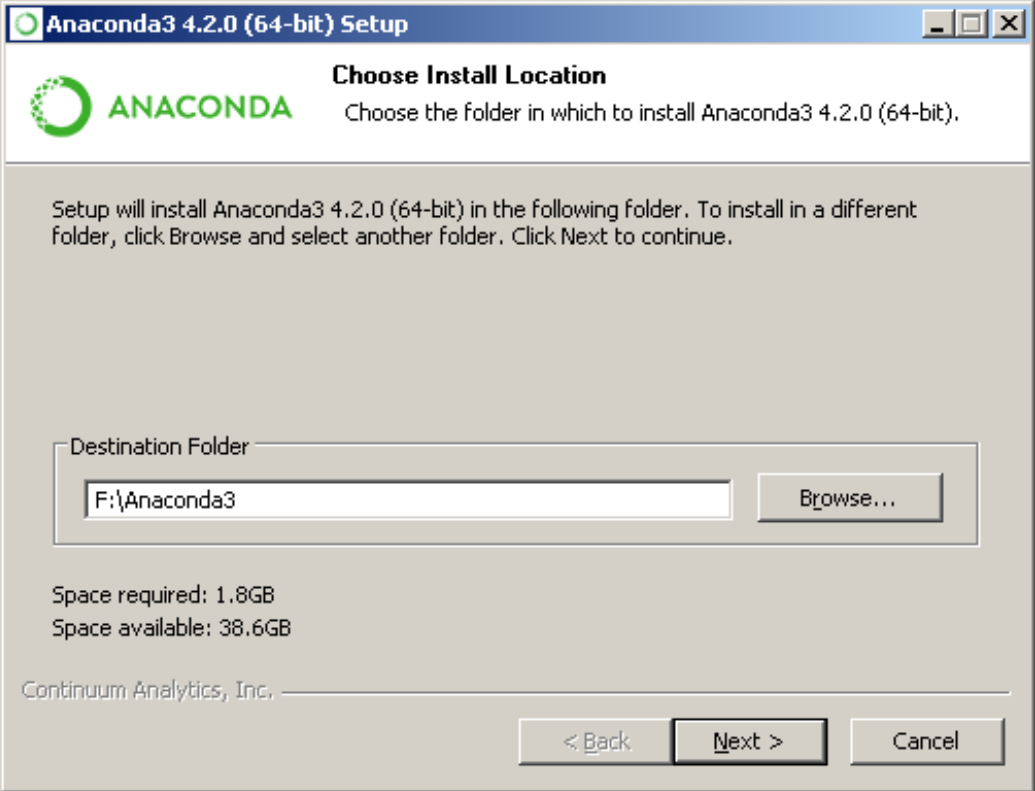 Anaconda3 4.2.0 (64-bit) Setup
ANACONDA
Choose Install Location
Choose the folder in which to install Anaconda3 4.2.0 (64-bit).
Setup will install Anaconda3 4.2.0 (64-bit) in the following folder. To install in a different
folder, click Browse and select another folder. Click Next to continue.
Destination Folder
F:\Anaconda3
Browse...
Space required: 1.8GB
Space available: 38.6GB
Continuum Analytics, Inc.
< Back
Next >
Cancel